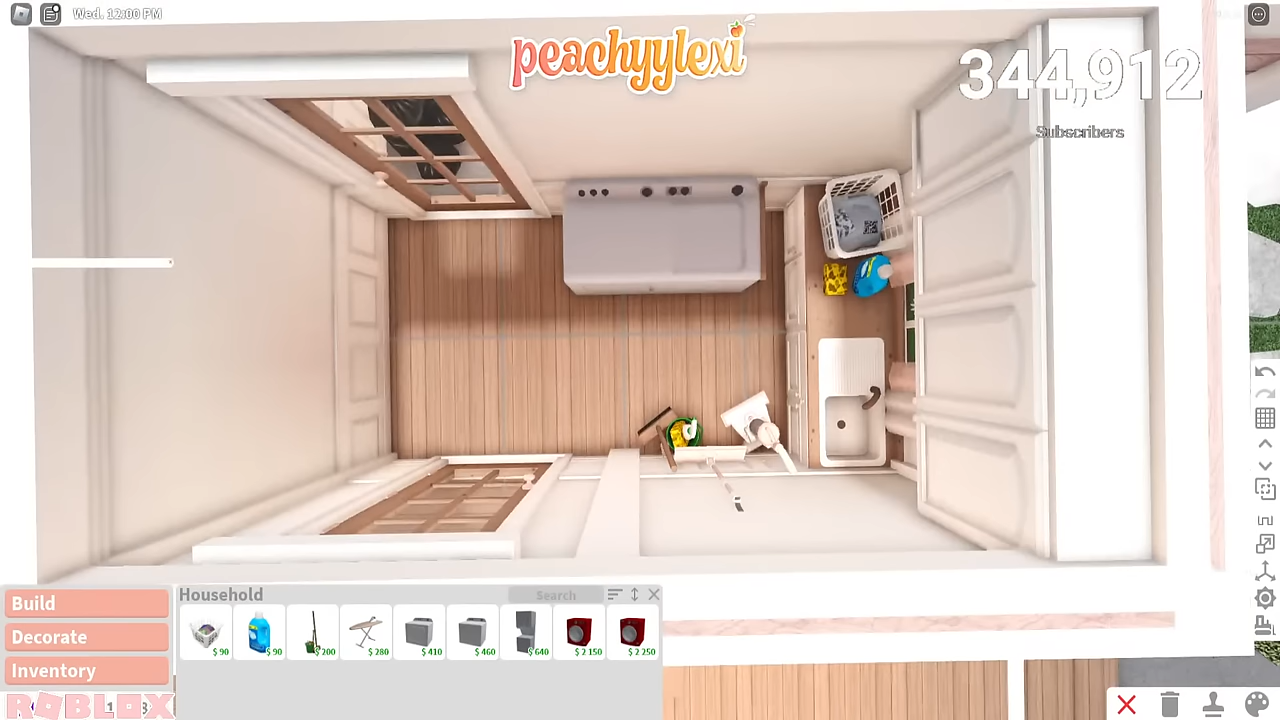 Wed. 12:00 PM
peachyylexi
344,912
Subscribers
Build
Decorate
Inventory
Household
Search
$ 90
$ 90
$ 200
$ 280
$ 410
$ 460
$ 640
$ 2 150
$ 2 250
ROBLOX